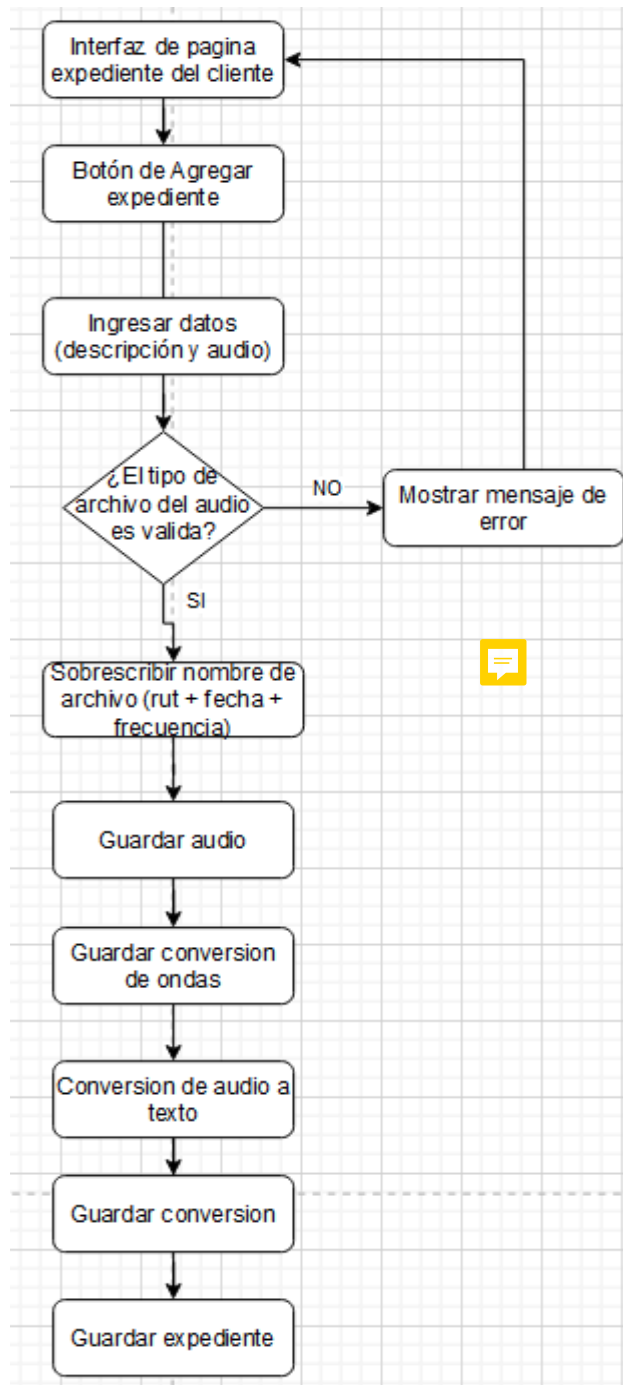 Interfaz de pagina
expediente del cliente
Botón de Agregar
expediente
Ingresar datos
(descripción y audio)
¿El tipo de
archivo del audio
es valida?
NO
Mostrar mensaje de
error
SI
Sobrescribir nombre de
archivo (rut + fecha +
frecuencia)
Guardar audio
Guardar conversion
de ondas
Conversion de audio a
texto
Guardar conversion
Guardar expediente